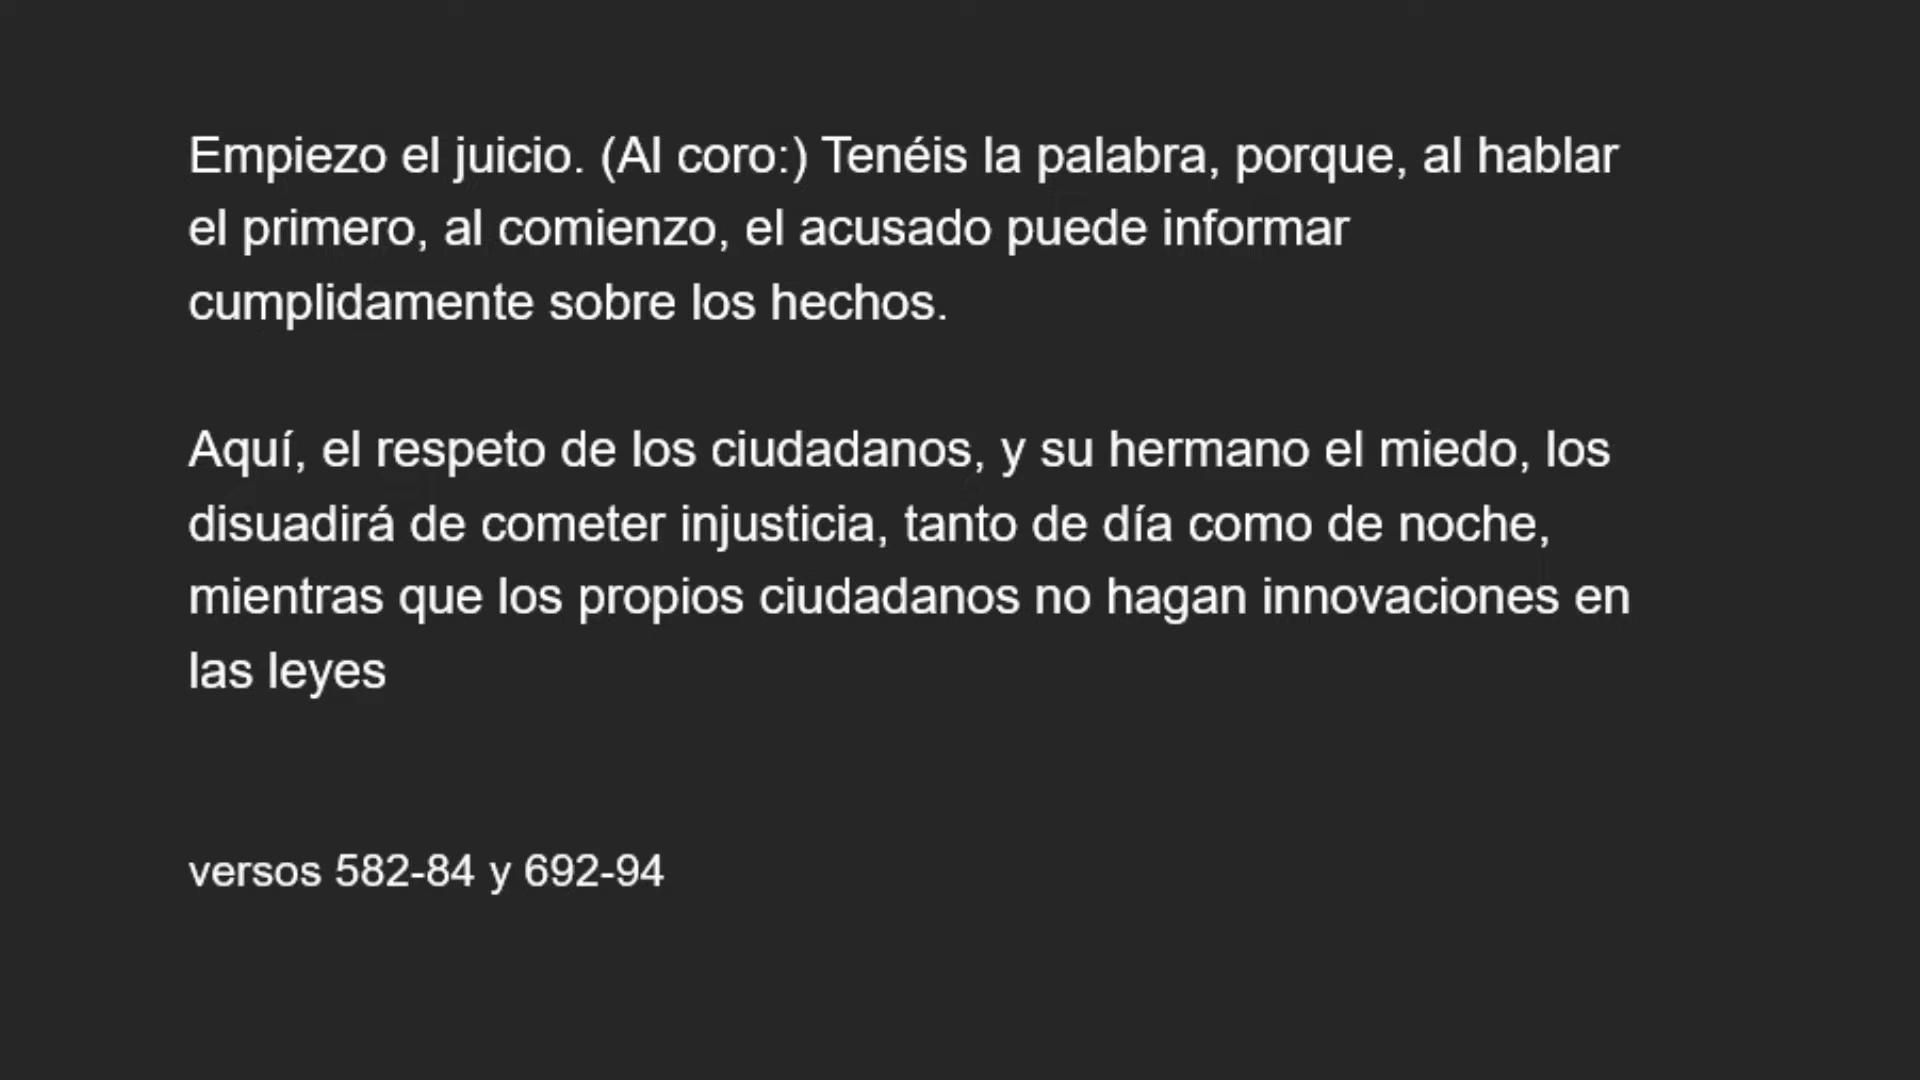 Empiezo el juicio. (Al coro:) Tenéis la palabra, porque, al hablar
el primero, al comienzo, el acusado puede informar
cumplidamente sobre los hechos.
Aquí, el respeto de los ciudadanos, y su hermano el miedo, los
disuadirá de cometer injusticia, tanto de día como de noche,
mientras que los propios ciudadanos no hagan innovaciones en
las leyes
versos 582-84 y 692-94